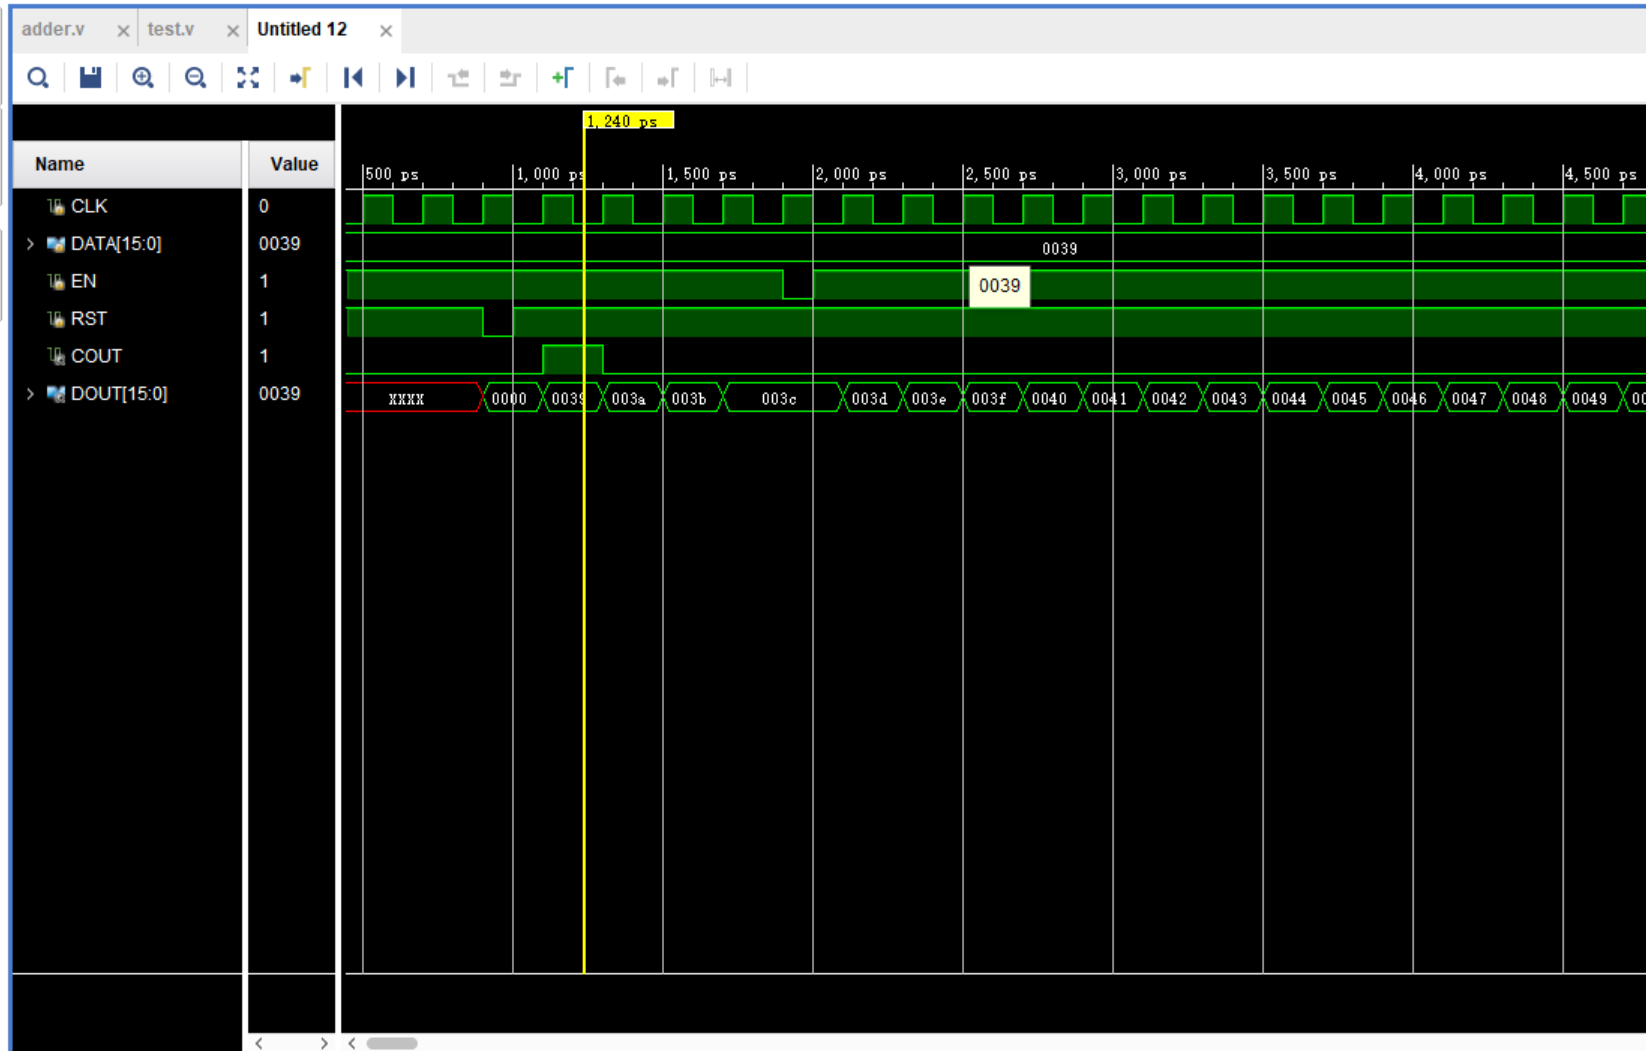 adder.v test.v Untitled 12
1,240 ps
Name Value 500 ps 1,000 ps 1,500 ps 2,000 ps 2,500 ps 3,000 ps 3,500 ps 4,000 ps 4,500 ps
CLK 0
DATA[15:0] 0039 0039
EN 1 0039
RST 1
COUT 1
DOUT[15:0] 0039 XXXX 0000 0039 003a 003b 003c 003d 003e 003f 0040 0041 0042 0043 0044 0045 0046 0047 0048 0049 00